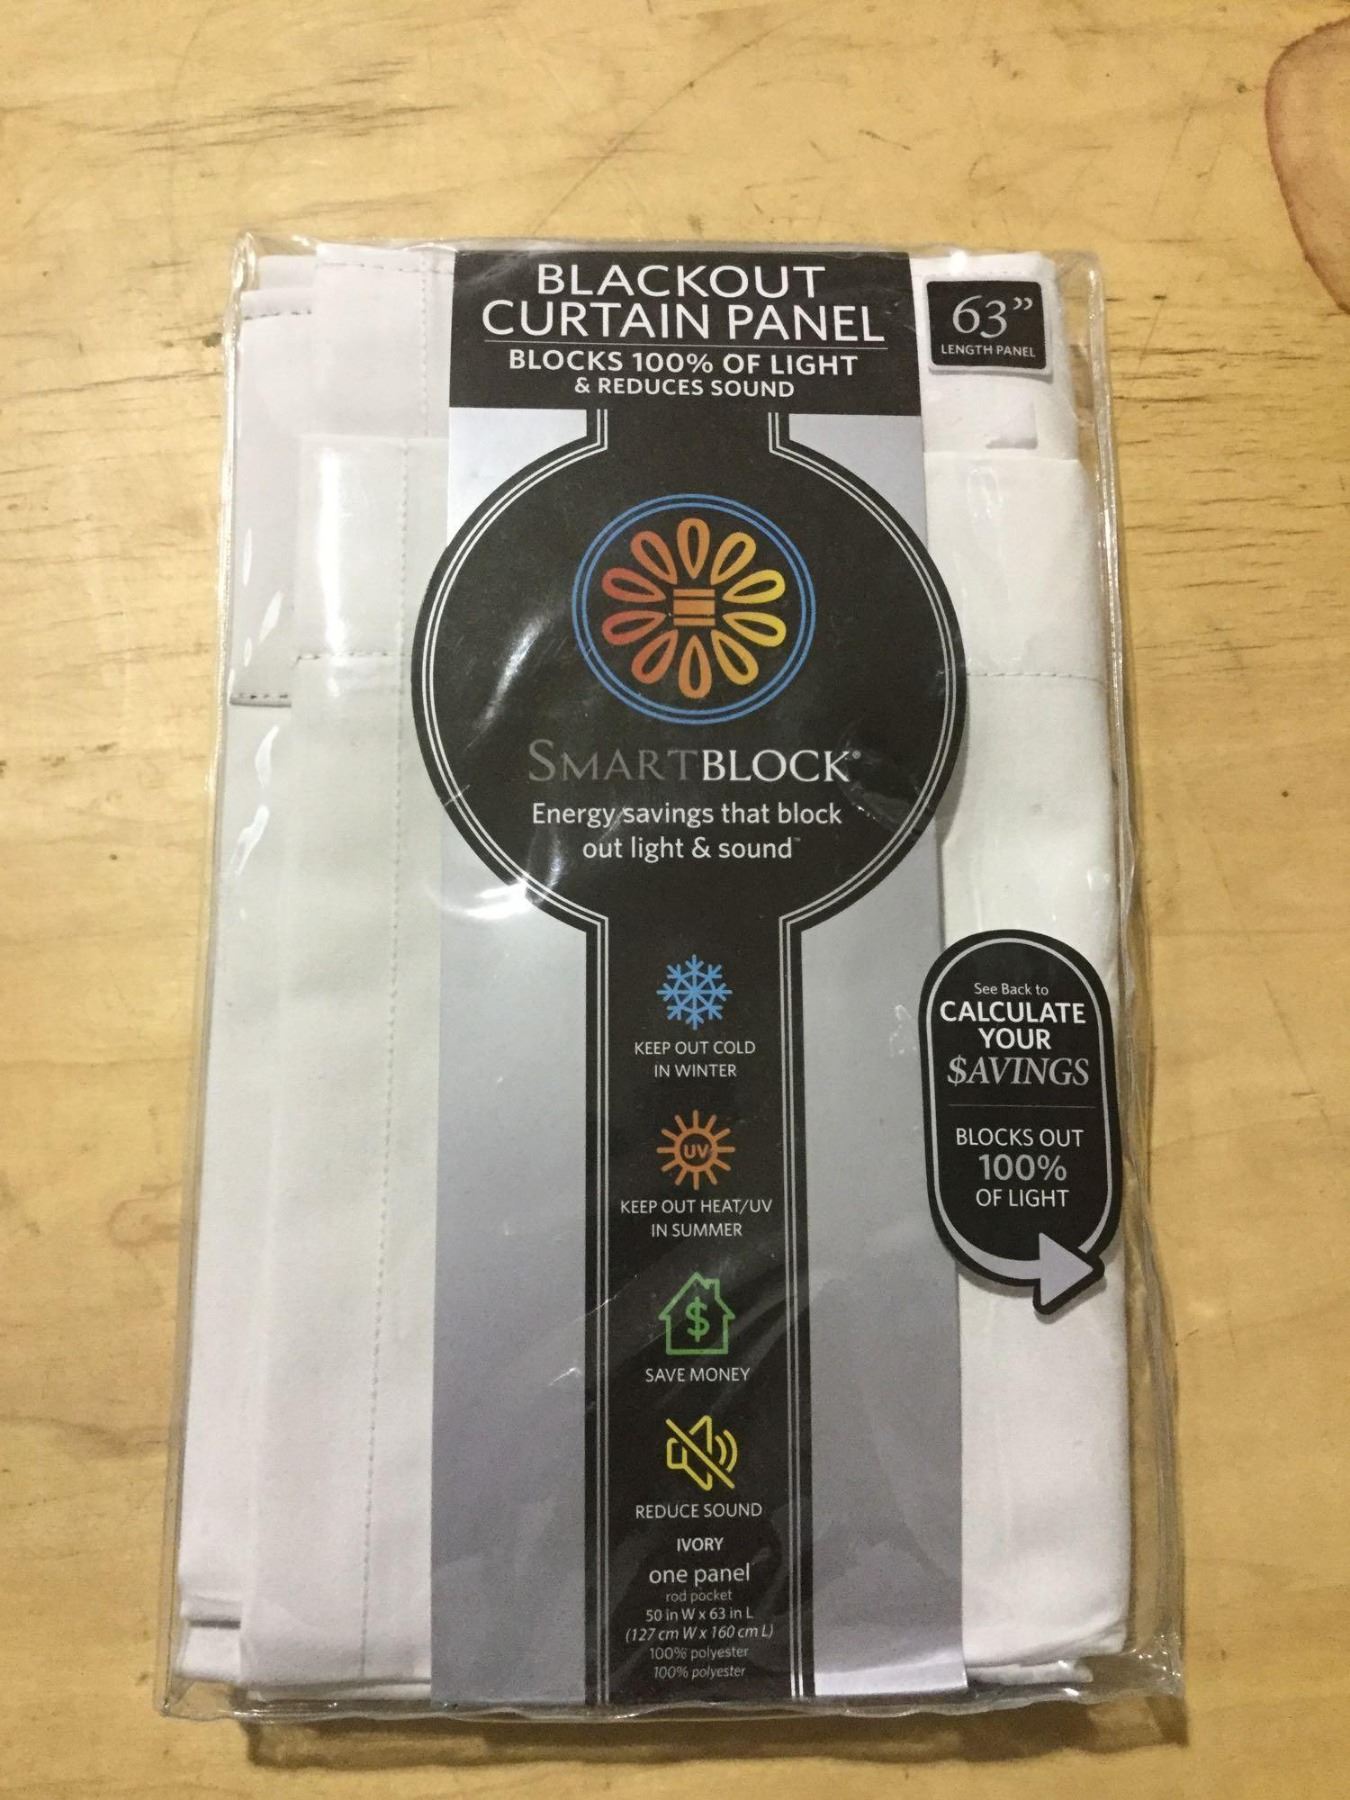 BLACKOUT
CURTAIN PANEL
BLOCKS 100% OF LIGHT
& REDUCES SOUND
63”
LENGTH PANEL
SMARTBLOCK®
Energy savings that block
out light & sound™
KEEP OUT COLD
IN WINTER
UV
KEEP OUT HEAT/UV
IN SUMMER
$
SAVE MONEY
REDUCE SOUND
IVORY
one panel
rod pocket
50 in W x 63 in L
(127 cm W x 160 cm L)
100% polyester
100% polyester
See Back to
CALCULATE
YOUR
$AVINGS
BLOCKS OUT
100%
OF LIGHT